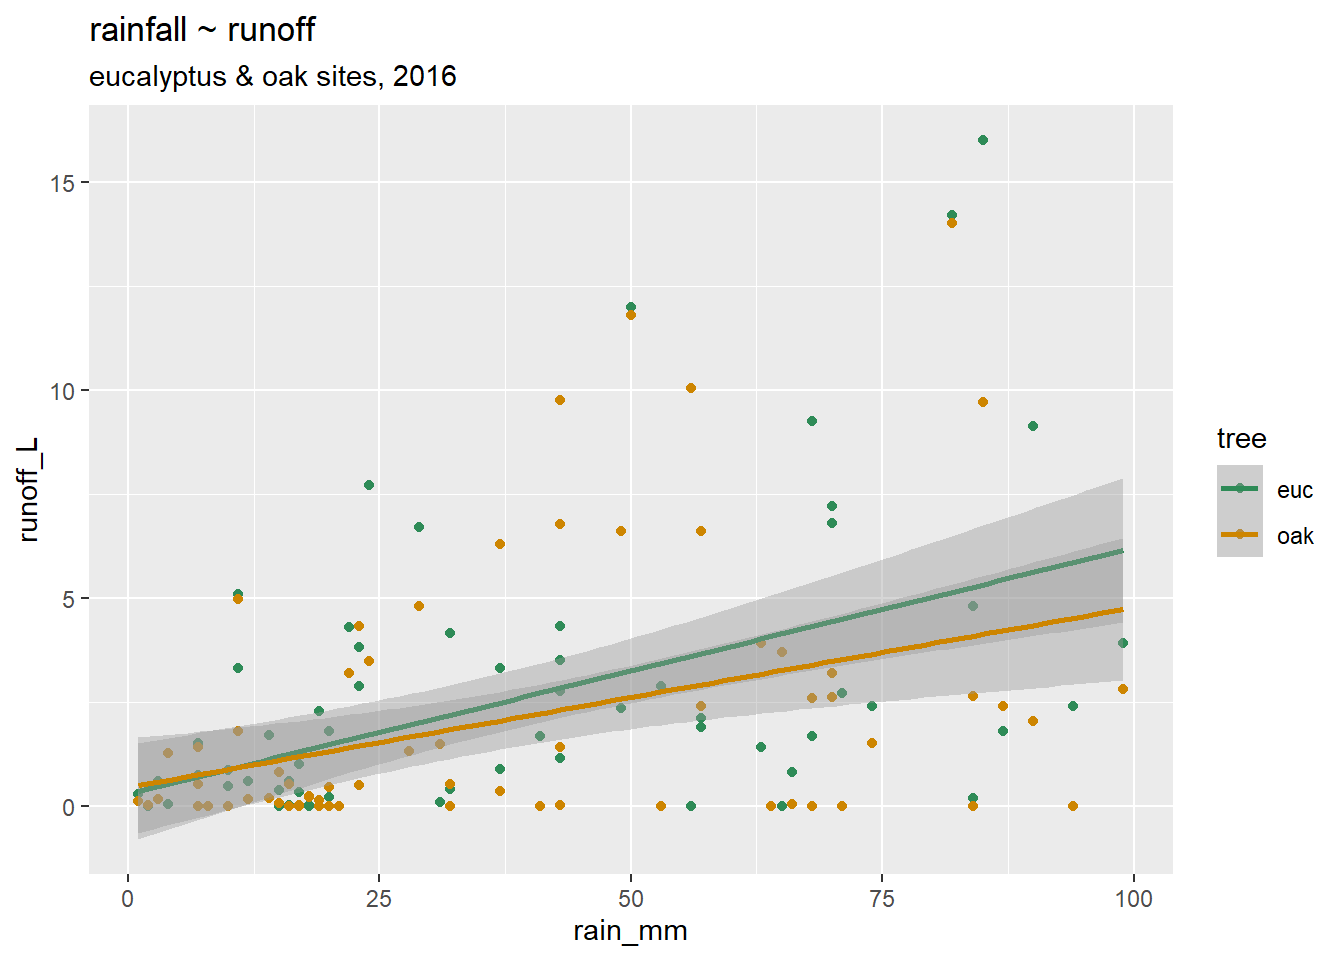 rainfall ~ runoff
eucalyptus & oak sites, 2016
15
10
5
0
runoff_L
0 25 50 75 100
rain_mm
tree
euc
oak